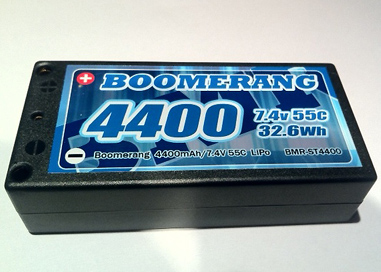 BOOMERANG
4400
7.4v 55c
32.6Wh
Boomerang 4400mAh/7.4V 55C LiPo BMR-ST4400